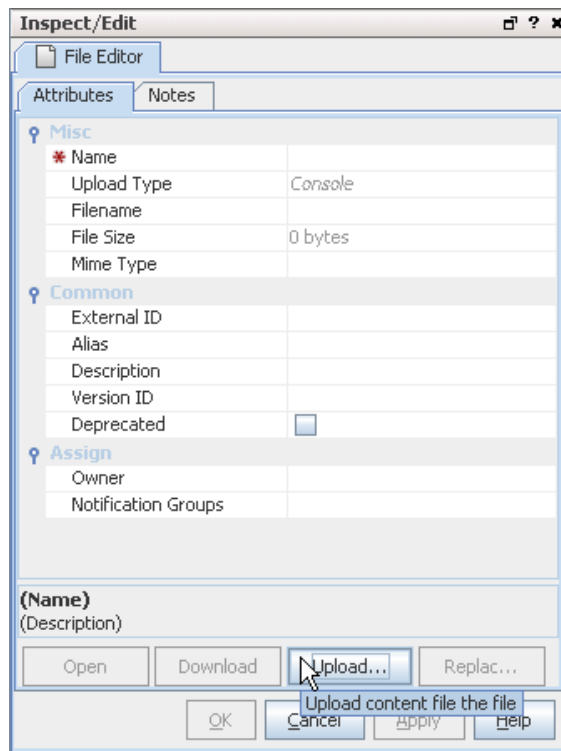 Inspect/Edit
File Editor
Attributes Notes
Misc
* Name
Upload Type Console
Filename
File Size 0 bytes
Mime Type
Common
External ID
Alias
Description
Version ID
Deprecated
Assign
Owner
Notification Groups
(Name)
(Description)
Open Download Upload... Replac...
Upload content file the file
OK Cancel Apply Help